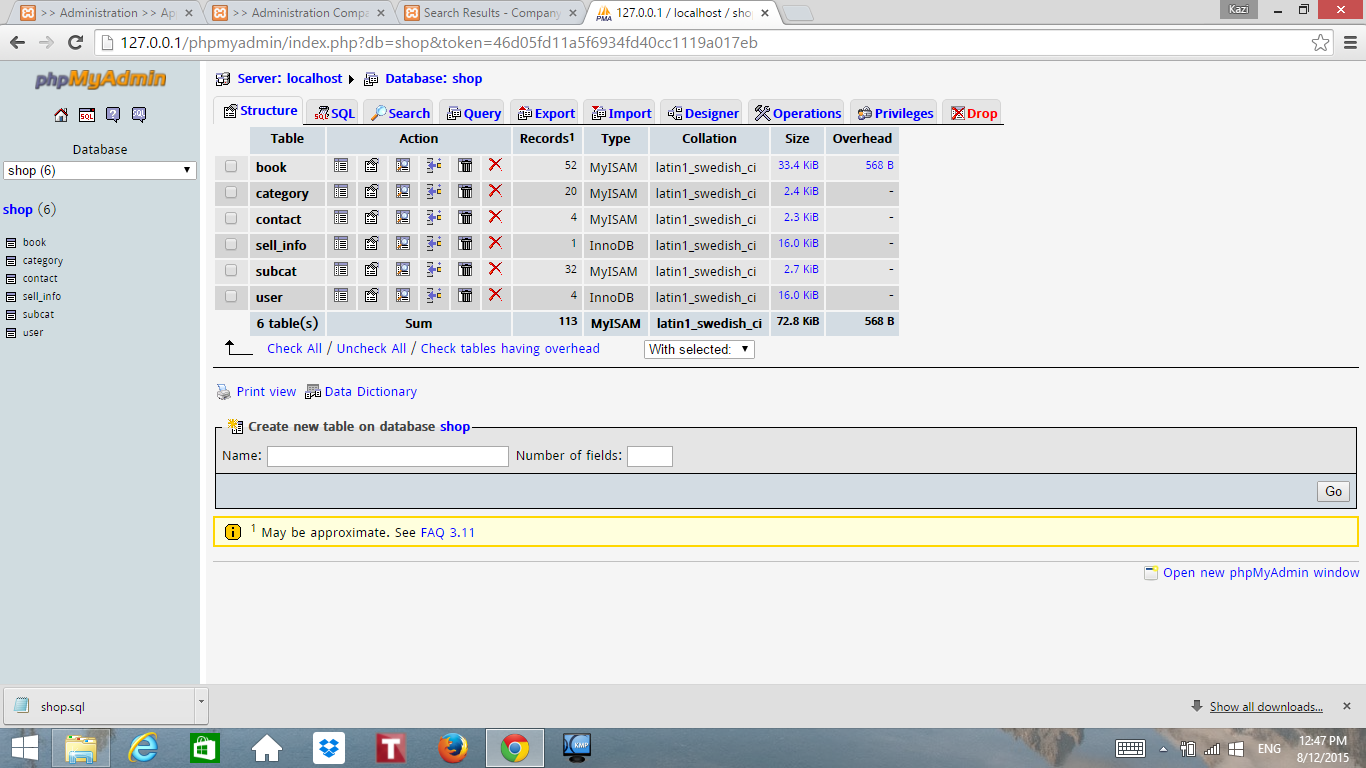 >> Administration >> Ap
>> Administration Compa
Search Results - Company
127.0.0.1 / localhost / sho
Kazi
127.0.0.1/phpmyadmin/index.php?db=shop&token=46d05fd11a5f6934fd40cc1119a017eb
phpMyAdmin
SQL
Database
shop (6)
shop (6)
book
category
contact
sell_info
subcat
user
Server: localhost Database: shop
Structure SQL Search Query Export Import Designer Operations Privileges Drop
Table Action Records1 Type Collation Size Overhead
book 52 MyISAM latin1_swedish_ci 33.4 KiB 568 B
category 20 MyISAM latin1_swedish_ci 2.4 KiB -
contact 4 MyISAM latin1_swedish_ci 2.3 KiB -
sell_info 1 InnoDB latin1_swedish_ci 16.0 KiB -
subcat 32 MyISAM latin1_swedish_ci 2.7 KiB -
user 4 InnoDB latin1_swedish_ci 16.0 KiB -
6 table(s) Sum 113 MyISAM latin1_swedish_ci 72.8 KiB 568 B
Check All / Uncheck All / Check tables having overhead With selected:
Print view Data Dictionary
Create new table on database shop
Name: Number of fields:
Go
1 May be approximate. See FAQ 3.11
Open new phpMyAdmin window
shop.sql
Show all downloads...
T
KMP
ENG
12:47 PM
8/12/2015